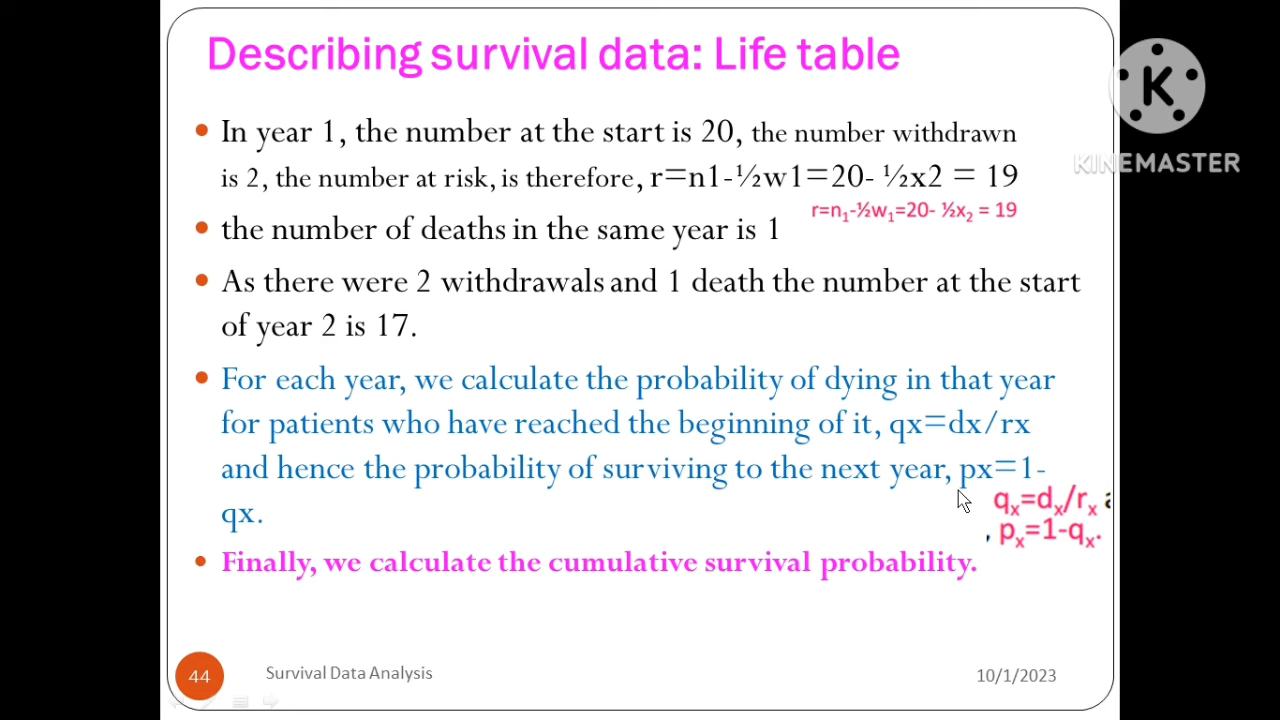 Describing survival data: Life table
K
KINEMASTER
• In year 1, the number at the start is 20, the number withdrawn
is 2, the number at risk, is therefore, r=n1-½w1=20- ½x2 = 19
r=n₁-½w₁=20- ½x₂ = 19
• the number of deaths in the same year is 1
• As there were 2 withdrawals and 1 death the number at the start
of year 2 is 17.
• For each year, we calculate the probability of dying in that year
for patients who have reached the beginning of it, qx=dx/rx
and hence the probability of surviving to the next year, px=1-
qx.
qₓ=dₓ/rₓ a
, pₓ=1-qₓ.
• Finally, we calculate the cumulative survival probability.
44
Survival Data Analysis
10/1/2023